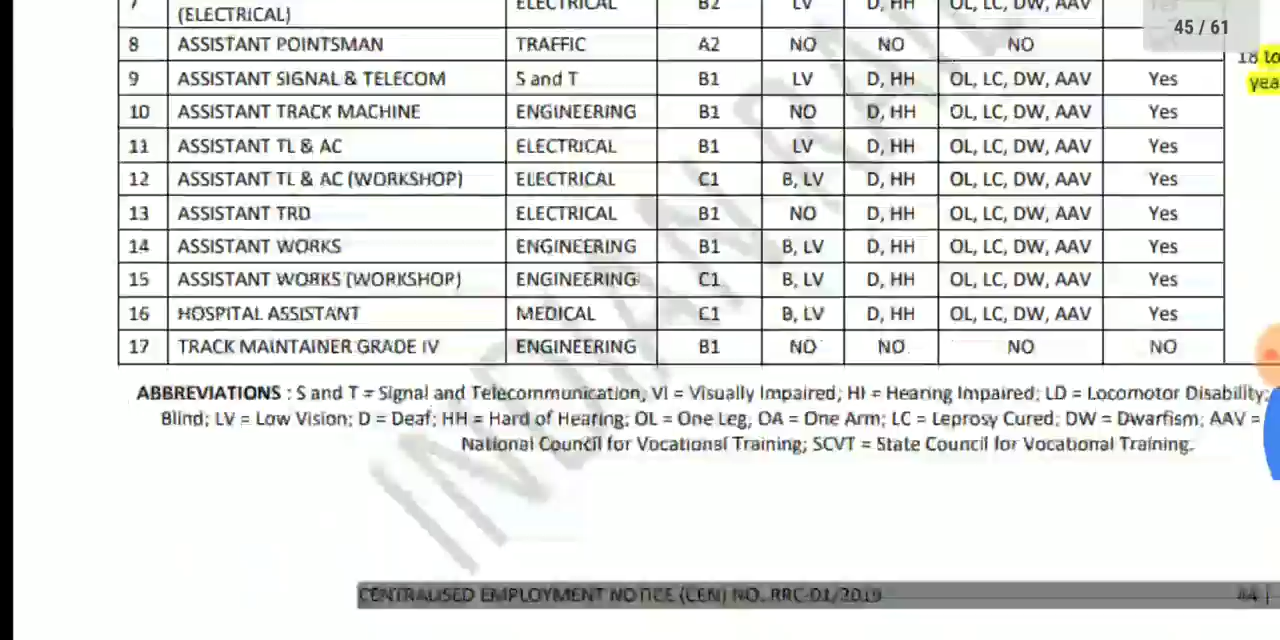 7 (ELECTRICAL) ELECTRICAL B2 LV D, HH OL, LC, DW, AAV Yes
45 / 61
8 ASSISTANT POINTSMAN TRAFFIC A2 NO NO NO
18 to
9 ASSISTANT SIGNAL & TELECOM S and T B1 LV D, HH OL, LC, DW, AAV Yes
yea
10 ASSISTANT TRACK MACHINE ENGINEERING B1 NO D, HH OL, LC, DW, AAV Yes
11 ASSISTANT TL & AC ELECTRICAL B1 LV D, HH OL, LC, DW, AAV Yes
12 ASSISTANT TL & AC (WORKSHOP) ELECTRICAL C1 B, LV D, HH OL, LC, DW, AAV Yes
13 ASSISTANT TRD ELECTRICAL B1 NO D, HH OL, LC, DW, AAV Yes
14 ASSISTANT WORKS ENGINEERING B1 B, LV D, HH OL, LC, DW, AAV Yes
15 ASSISTANT WORKS (WORKSHOP) ENGINEERING C1 B, LV D, HH OL, LC, DW, AAV Yes
16 HOSPITAL ASSISTANT MEDICAL C1 B, LV D, HH OL, LC, DW, AAV Yes
17 TRACK MAINTAINER GRADE IV ENGINEERING B1 NO NO NO NO
ABBREVIATIONS : S and T = Signal and Telecommunication, VI = Visually Impaired; HI = Hearing Impaired; LD = Locomotor Disability;
Blind; LV = Low Vision; D = Deaf; HH = Hard of Hearing; OL = One Leg, OA = One Arm; LC = Leprosy Cured; DW = Dwarfism; AAV =
National Council for Vocational Training; SCVT = State Council for Vocational Training.
CENTRALISED EMPLOYMENT NOTICE (CEN) NO. RRC-01/2019 44 |